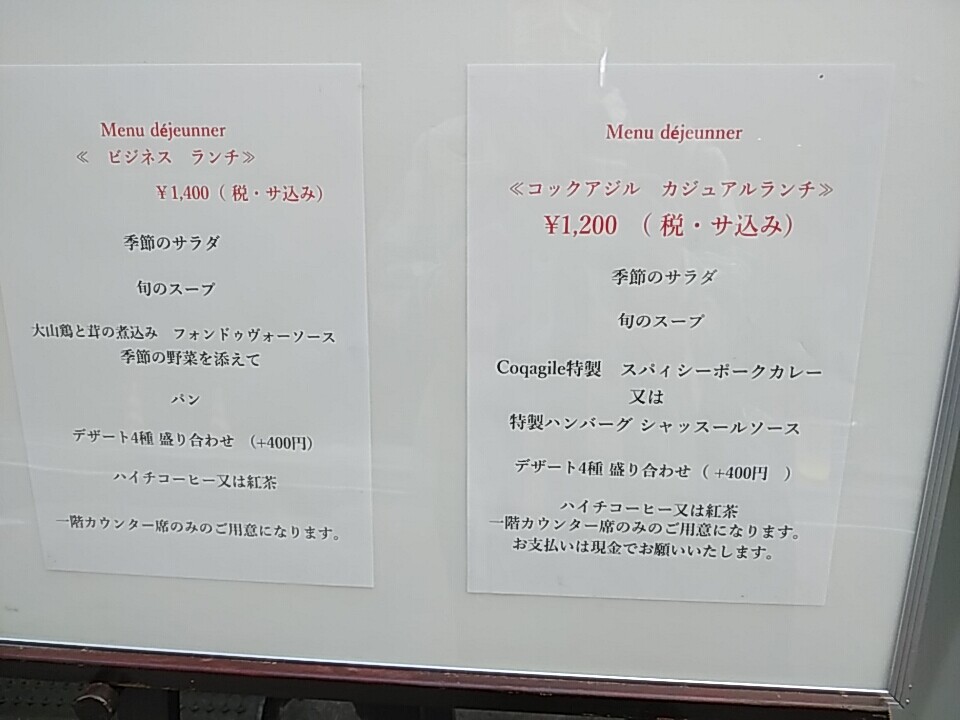 Menu déjeunner
≪　ビジネス　ランチ≫
￥1,400（ 税・サ込み）
季節のサラダ
旬のスープ
大山鶏と茸の煮込み　フォンドゥヴォーソース
季節の野菜を添えて
パン
デザート4種 盛り合わせ　（+400円）
ハイチコーヒー又は紅茶
一階カウンター席のみのご用意になります。
Menu déjeunner
≪コックアジル　カジュアルランチ≫
￥1,200　（ 税・サ込み）
季節のサラダ
旬のスープ
Coqagile特製　スパイシーポークカレー
又は
特製ハンバーグ シャッスールソース
デザート4種 盛り合わせ（ +400円　）
ハイチコーヒー又は紅茶
一階カウンター席のみのご用意になります。
お支払いは現金でお願いいたします。